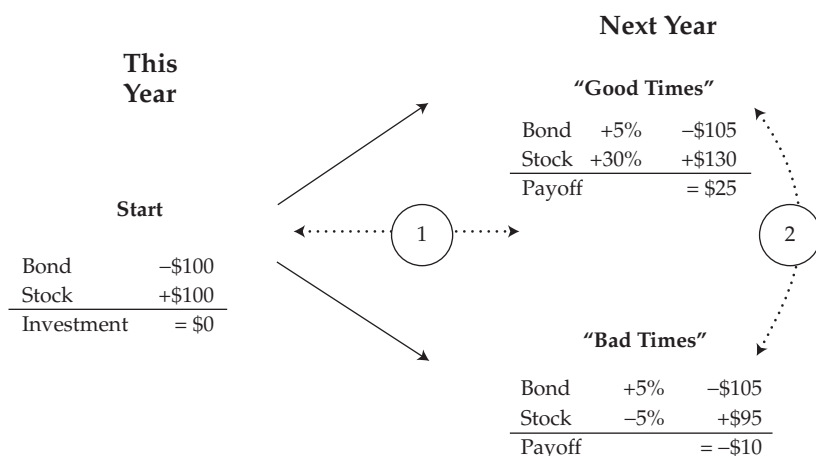 Next Year
This
Year
“Good Times”
Bond +5% –$105
Stock +30% +$130
Payoff = $25
Start
1
2
Bond –$100
Stock +$100
Investment = $0
“Bad Times”
Bond +5% –$105
Stock –5% +$95
Payoff = –$10